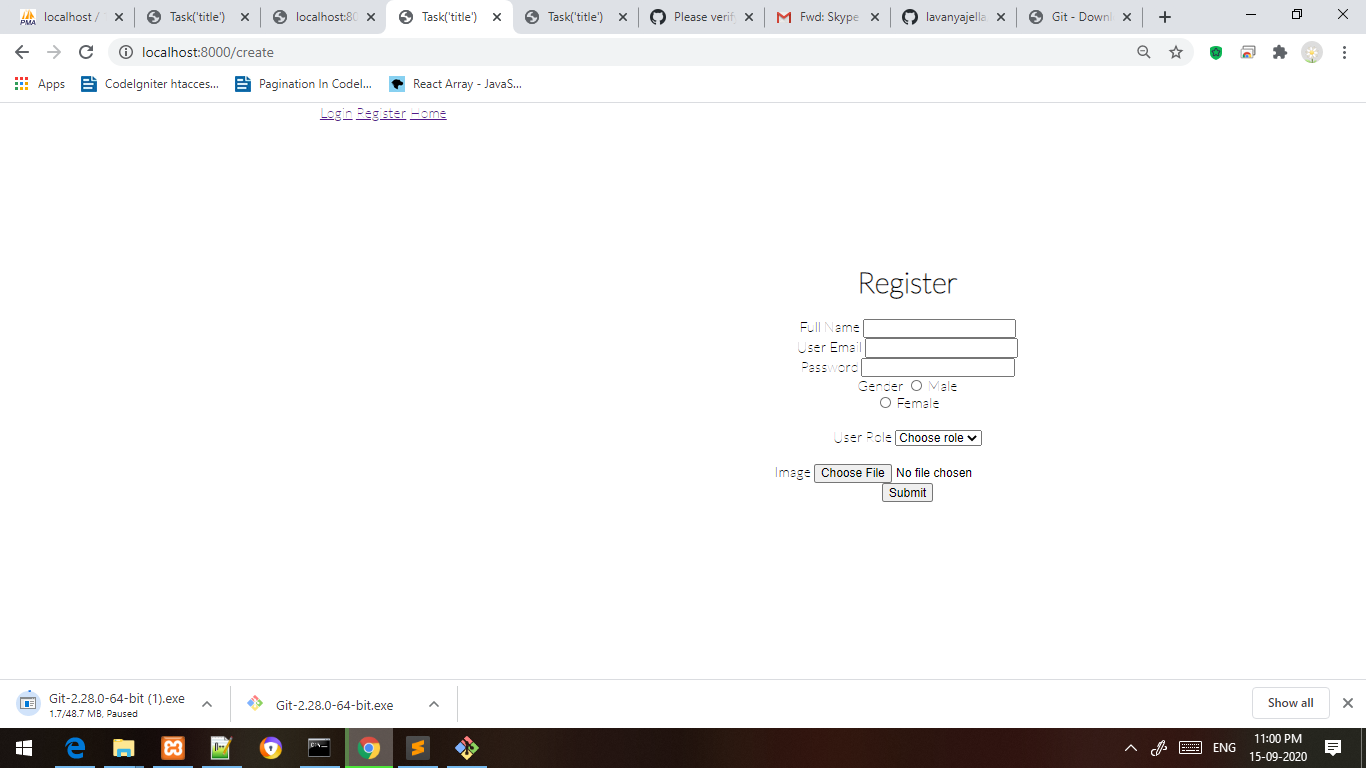 localhost / 
Task('title')
localhost:80
Task('title')
Task('title')
Please verif
Fwd: Skype
lavanyajella
Git - Downl
localhost:8000/create
Apps
CodeIgniter htacces...
Pagination In CodeI...
React Array - JavaS...
Login Register Home
Register
Full Name
User Email
Password
Gender Male
Female
User Role Choose role
Image Choose File No file chosen
Submit
Git-2.28.0-64-bit (1).exe
1.7/48.7 MB, Paused
Git-2.28.0-64-bit.exe
Show all
PMA
ENG
11:00 PM
15-09-2020